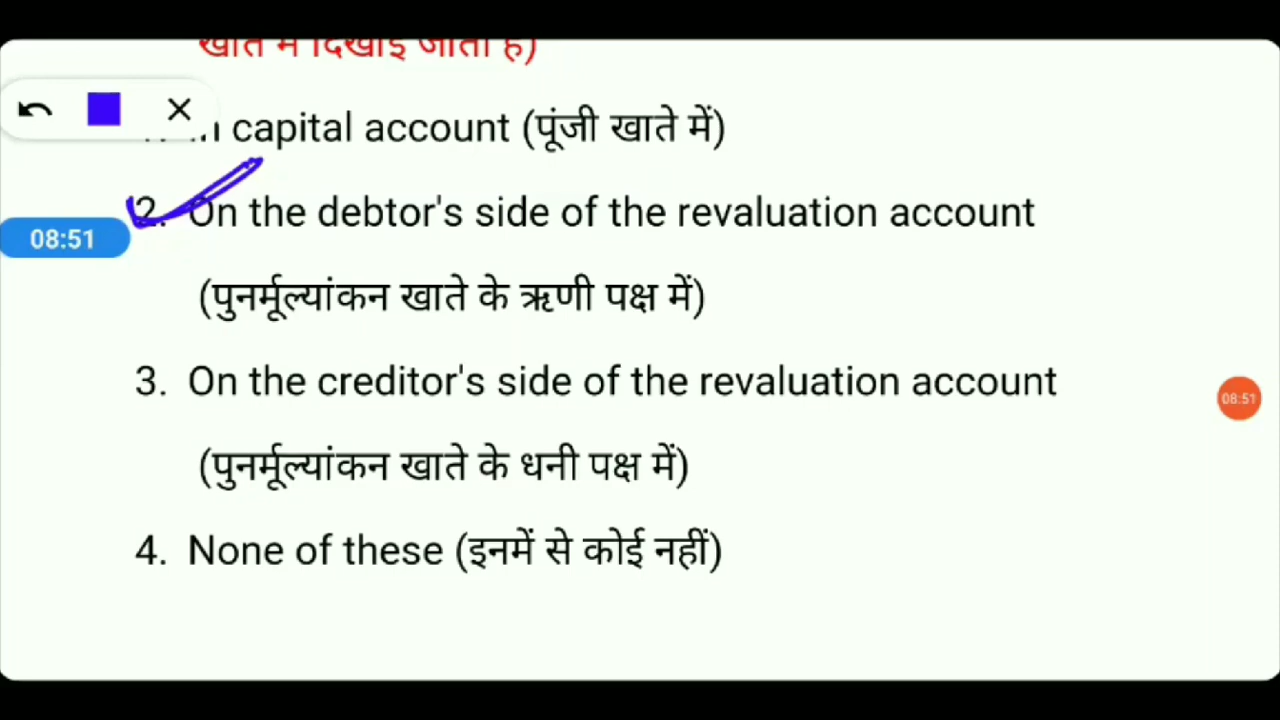 खाते में दिखाई जाती है)
capital account (पूंजी खाते में)
2. On the debtor's side of the revaluation account
08:51
(पुनर्मूल्यांकन खाते के ऋणी पक्ष में)
3. On the creditor's side of the revaluation account
08:51
(पुनर्मूल्यांकन खाते के धनी पक्ष में)
4. None of these (इनमें से कोई नहीं)